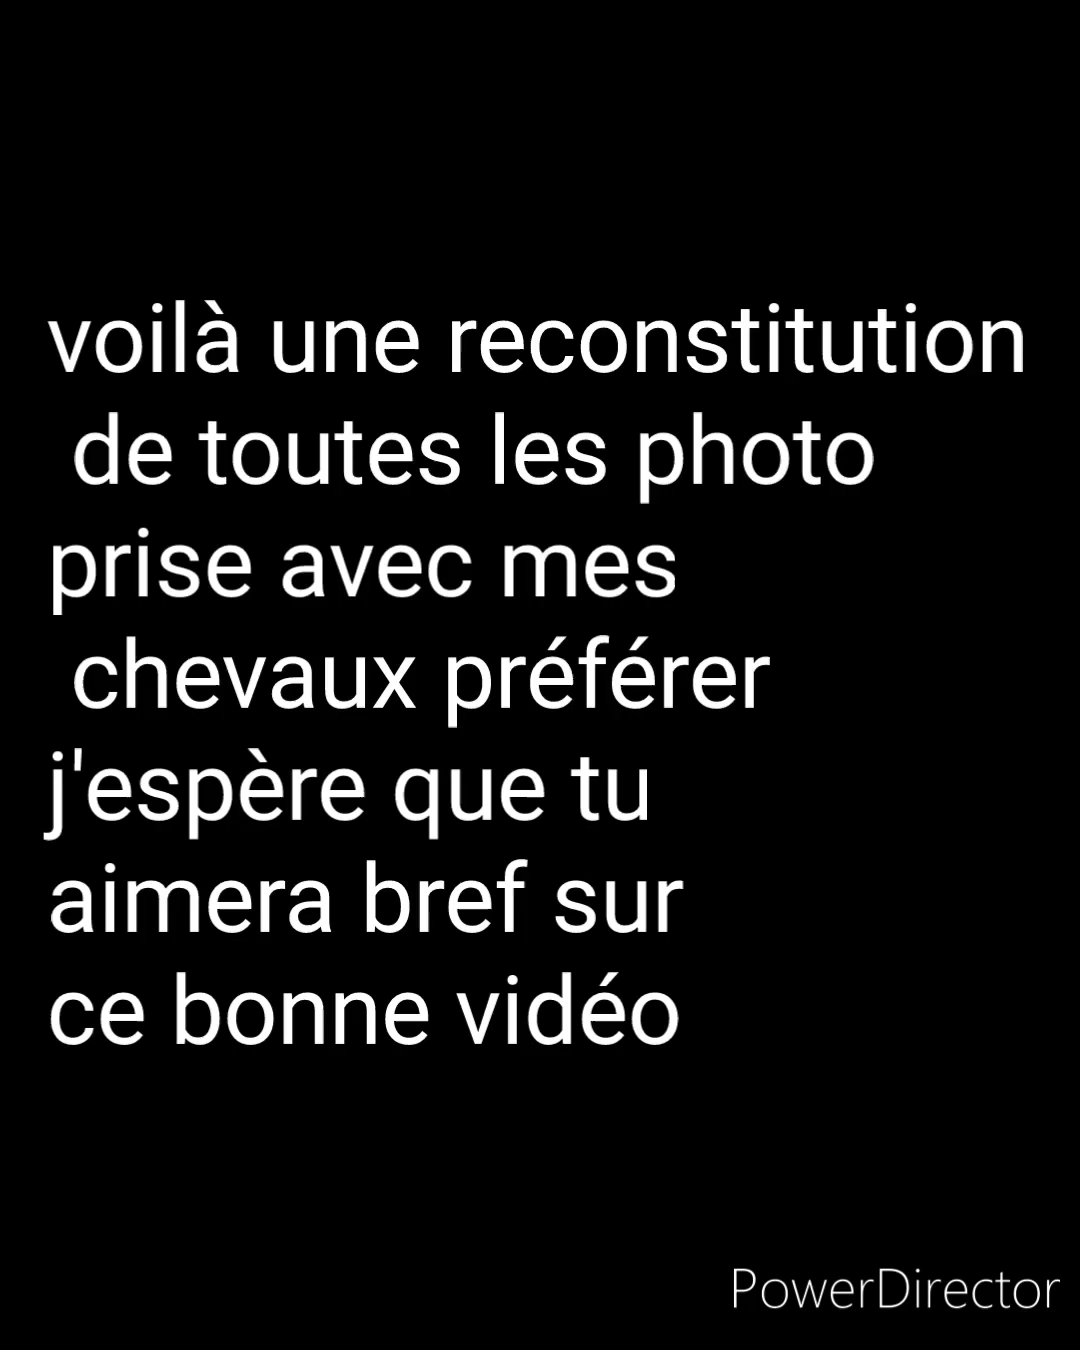 voilà une reconstitution
de toutes les photo
prise avec mes
chevaux préférer
j'espère que tu
aimera bref sur
ce bonne vidéo
PowerDirector